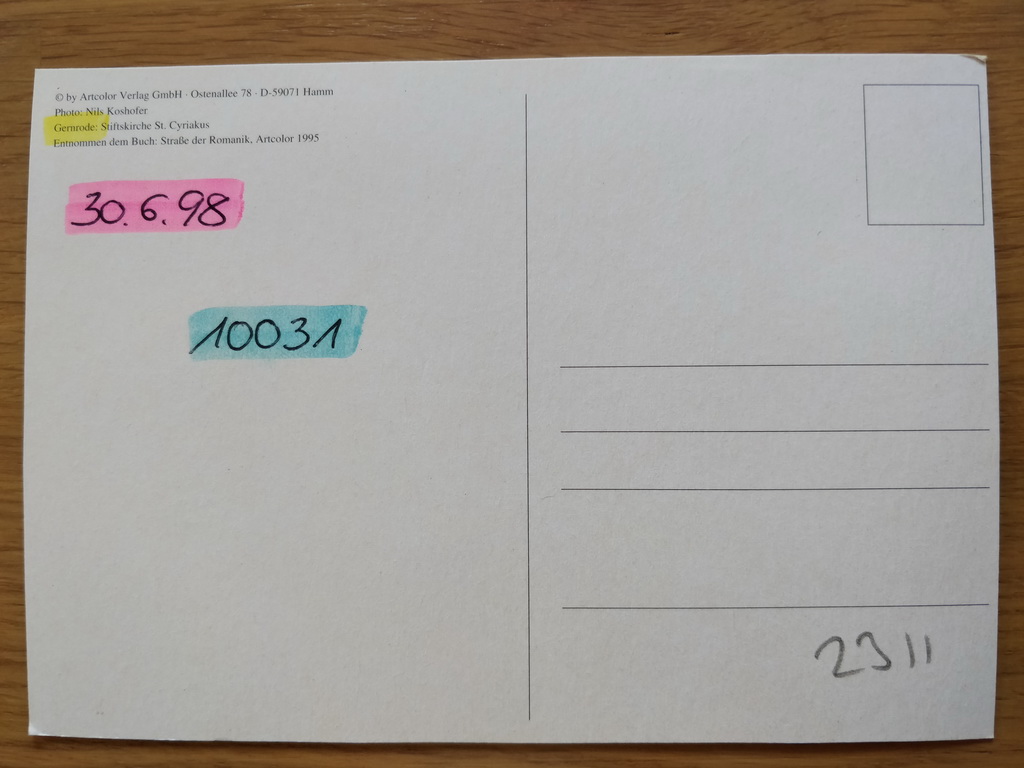 © by Artcolor Verlag GmbH · Ostenallee 78 · D-59071 Hamm
Photo: Nils Koshofer
Gernrode: Stiftskirche St. Cyriakus
Entnommen dem Buch: Straße der Romanik, Artcolor 1995
30.6.98
10031
2311